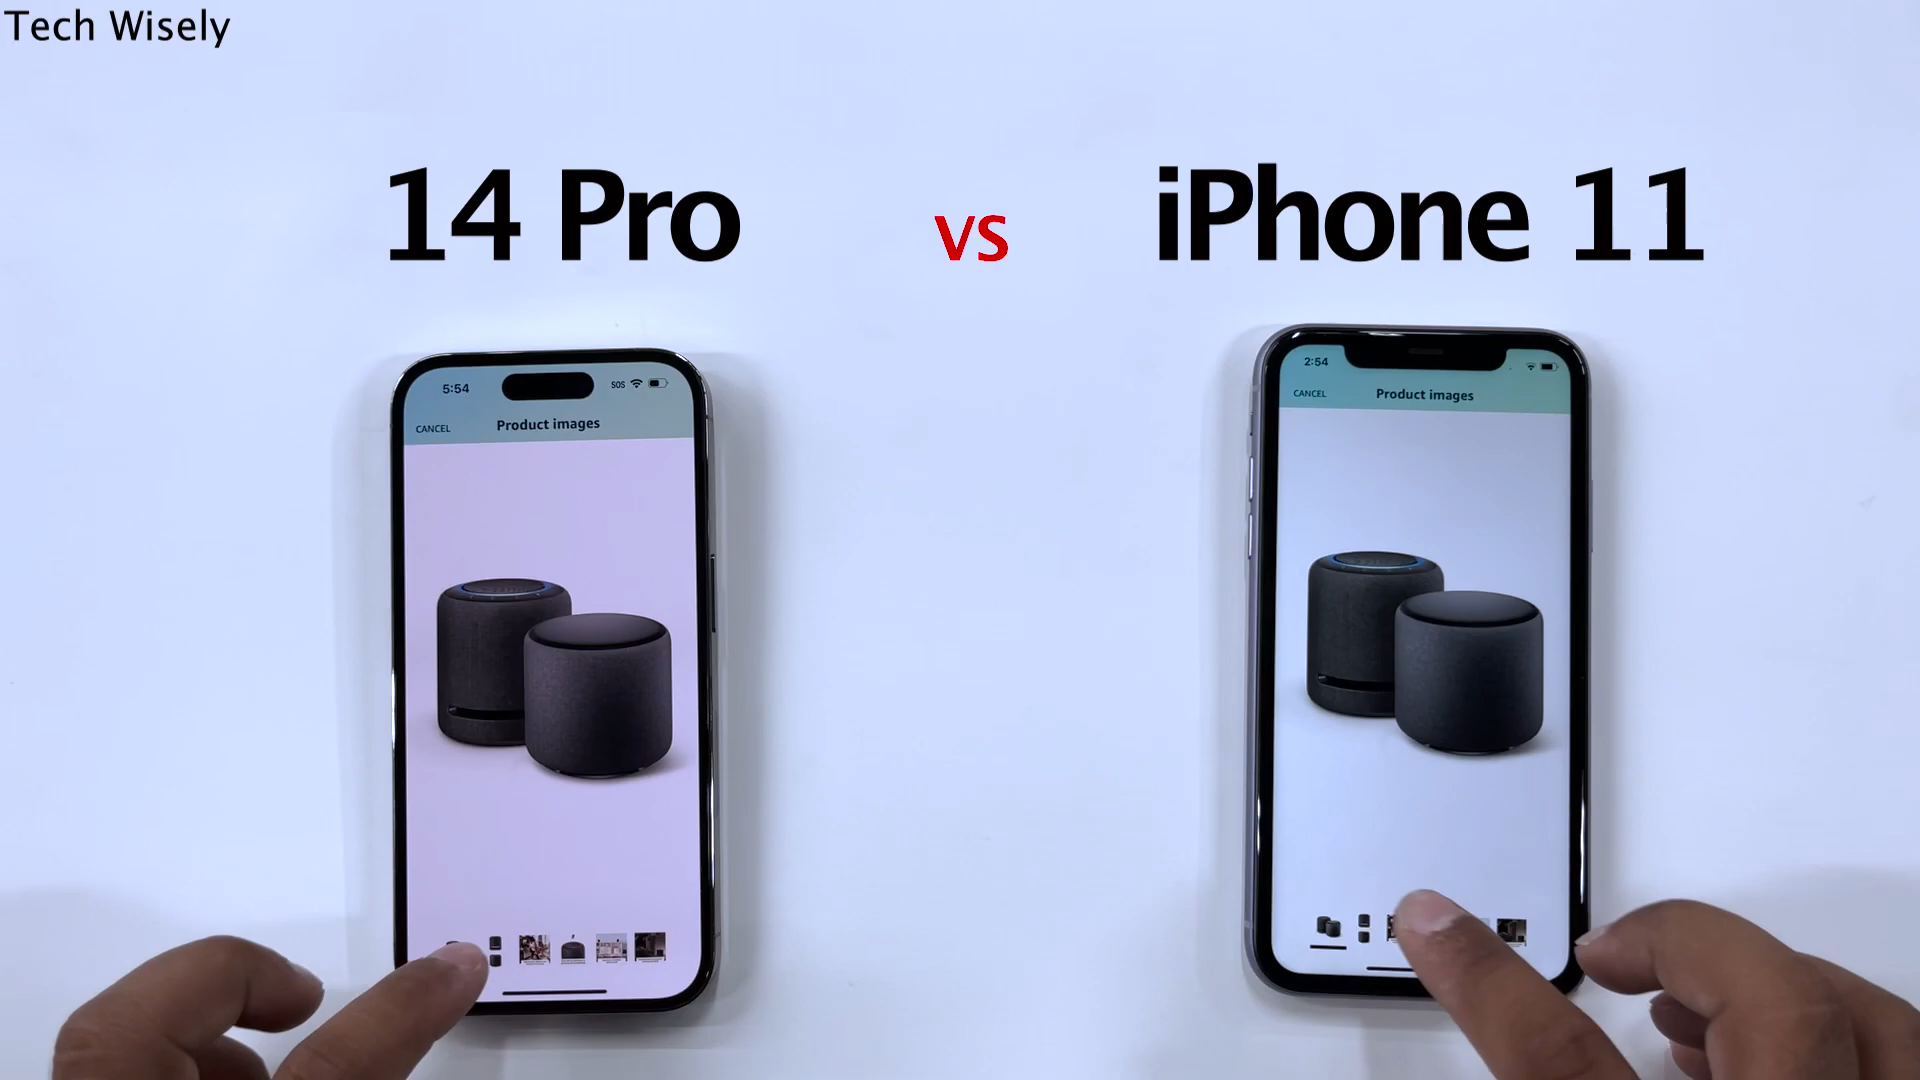 Tech Wisely
14 Pro vs iPhone 11
5:54 SOS
CANCEL Product images
2:54
CANCEL Product images